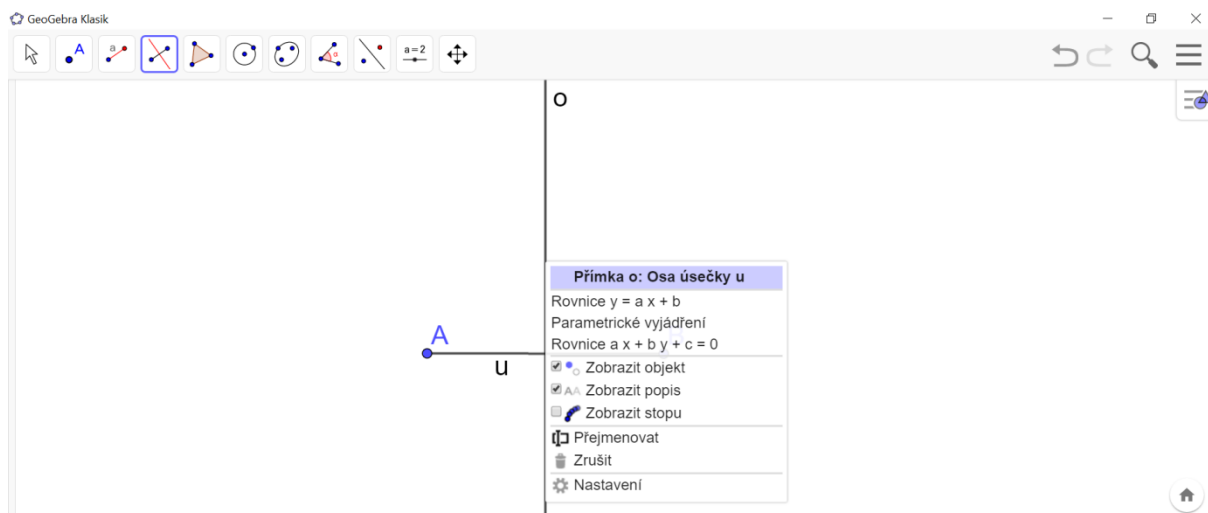 GeoGebra Klasik
A
a
α
a=2
o
A
u
Přímka o: Osa úsečky u
Rovnice y = a x + b
Parametrické vyjádření
Rovnice a x + b y + c = 0
Zobrazit objekt
AA Zobrazit popis
Zobrazit stopu
Přejmenovat
Zrušit
Nastavení